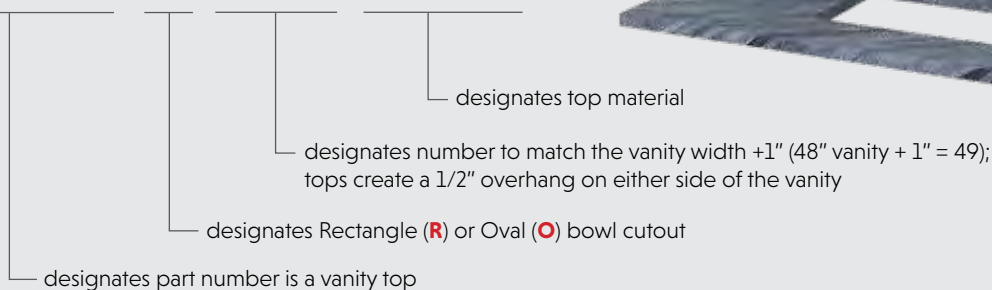 designates top material
designates number to match the vanity width +1" (48" vanity + 1" = 49);
tops create a 1/2" overhang on either side of the vanity
designates Rectangle (R) or Oval (O) bowl cutout
designates part number is a vanity top